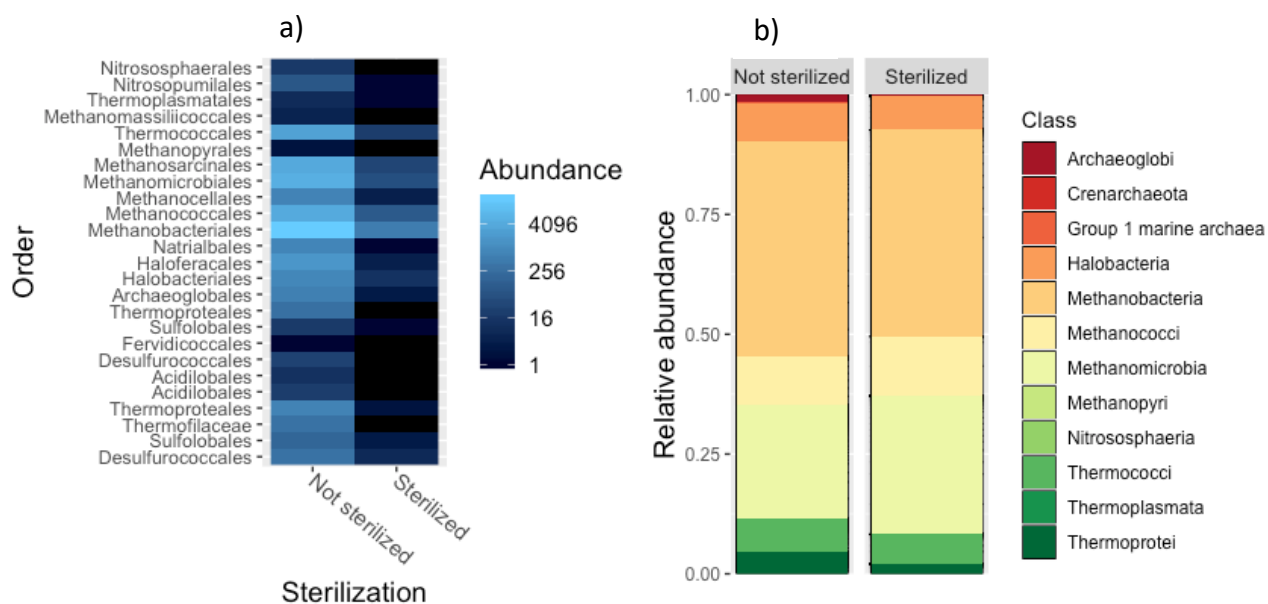 a)
Order
Nitrososphaerales
Nitrosopumilales
Thermoplasmatales
Methanomassiliicoccales
Thermococcales
Methanopyrales
Methanosarcinales
Methanomicrobiales
Methanocellales
Methanococcales
Methanobacteriales
Natrialbales
Haloferacales
Halobacteriales
Archaeoglobales
Thermoproteales
Sulfolobales
Fervidicoccales
Desulfurococcales
Acidilobales
Acidilobales
Thermoproteales
Thermofilaceae
Sulfolobales
Desulfurococcales
Not sterilized
Sterilized
Sterilization
Abundance
4096
256
16
1
b)
Not sterilized
Sterilized
Relative abundance
1.00
0.75
0.50
0.25
0.00
Class
Archaeoglobi
Crenarchaeota
Group 1 marine archaea
Halobacteria
Methanobacteria
Methanococci
Methanomicrobia
Methanopyri
Nitrososphaeria
Thermococci
Thermoplasmata
Thermoprotei